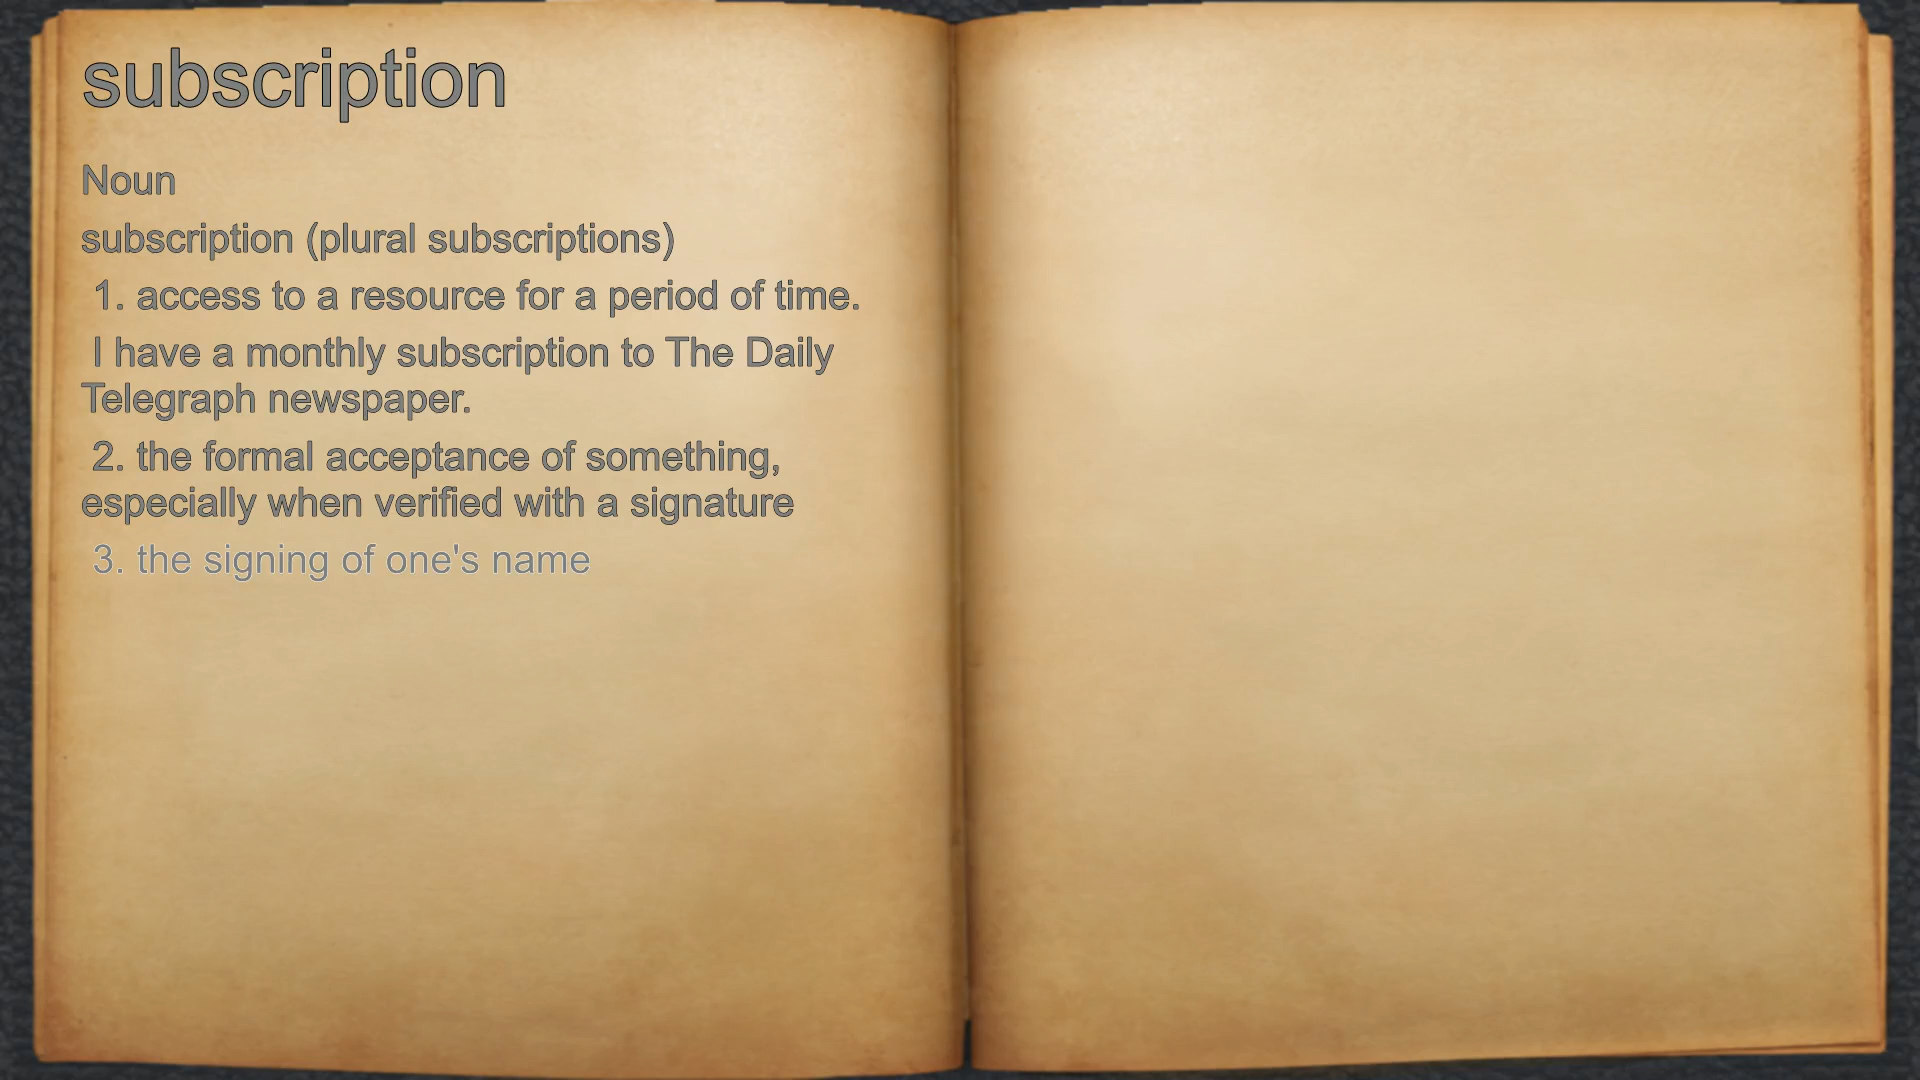 subscription
Noun
subscription (plural subscriptions)
1. access to a resource for a period of time.
I have a monthly subscription to The Daily
Telegraph newspaper.
2. the formal acceptance of something,
especially when verified with a signature
3. the signing of one's name